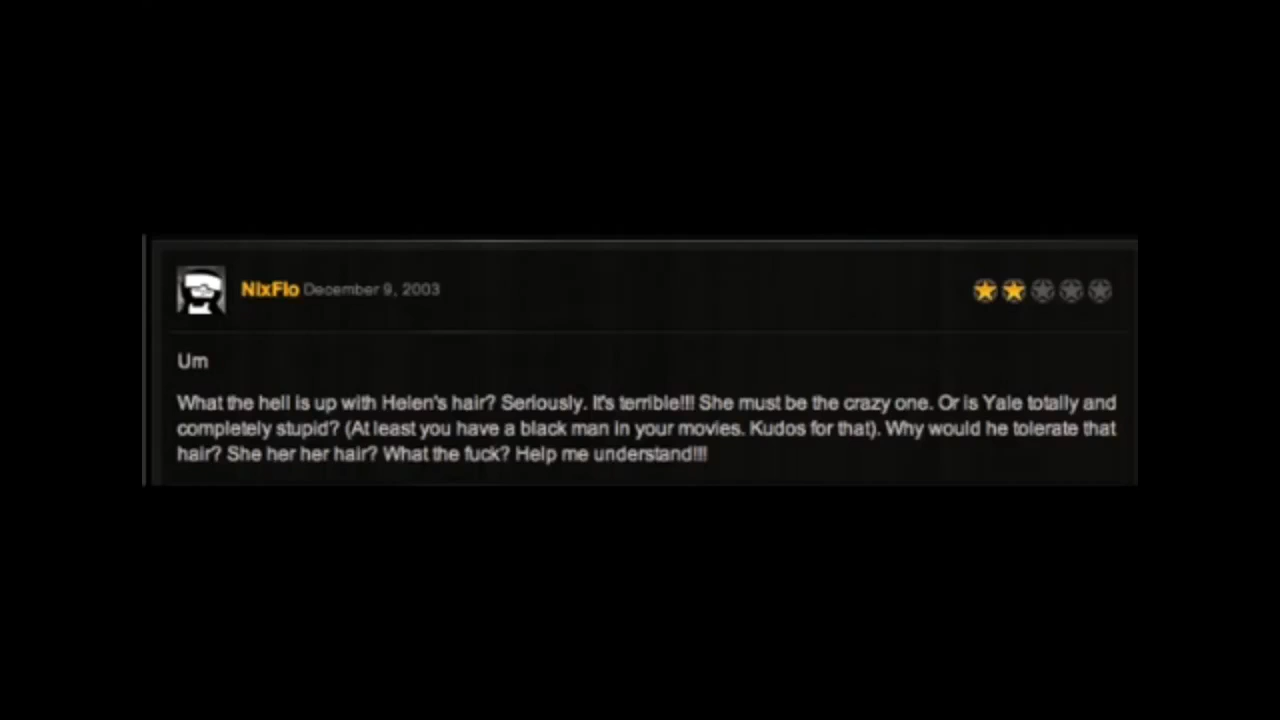 NixFlo December 9, 2003
Um
What the hell is up with Helen's hair? Seriously. It's terrible!!! She must be the crazy one. Or is Yale totally and
completely stupid? (At least you have a black man in your movies. Kudos for that). Why would he tolerate that
hair? She her her hair? What the fuck? Help me understand!!!